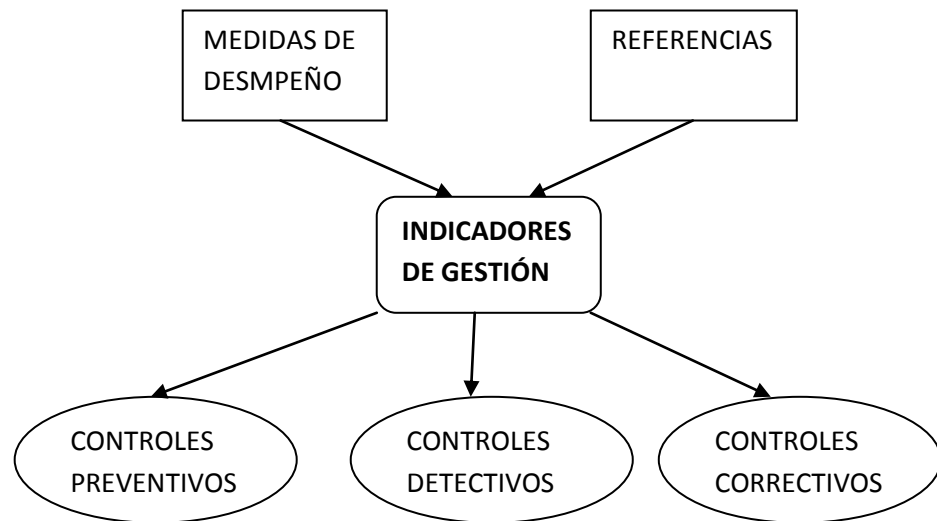 MEDIDAS DE
DESMPEÑO
REFERENCIAS
INDICADORES
DE GESTIÓN
CONTROLES
PREVENTIVOS
CONTROLES
DETECTIVOS
CONTROLES
CORRECTIVOS